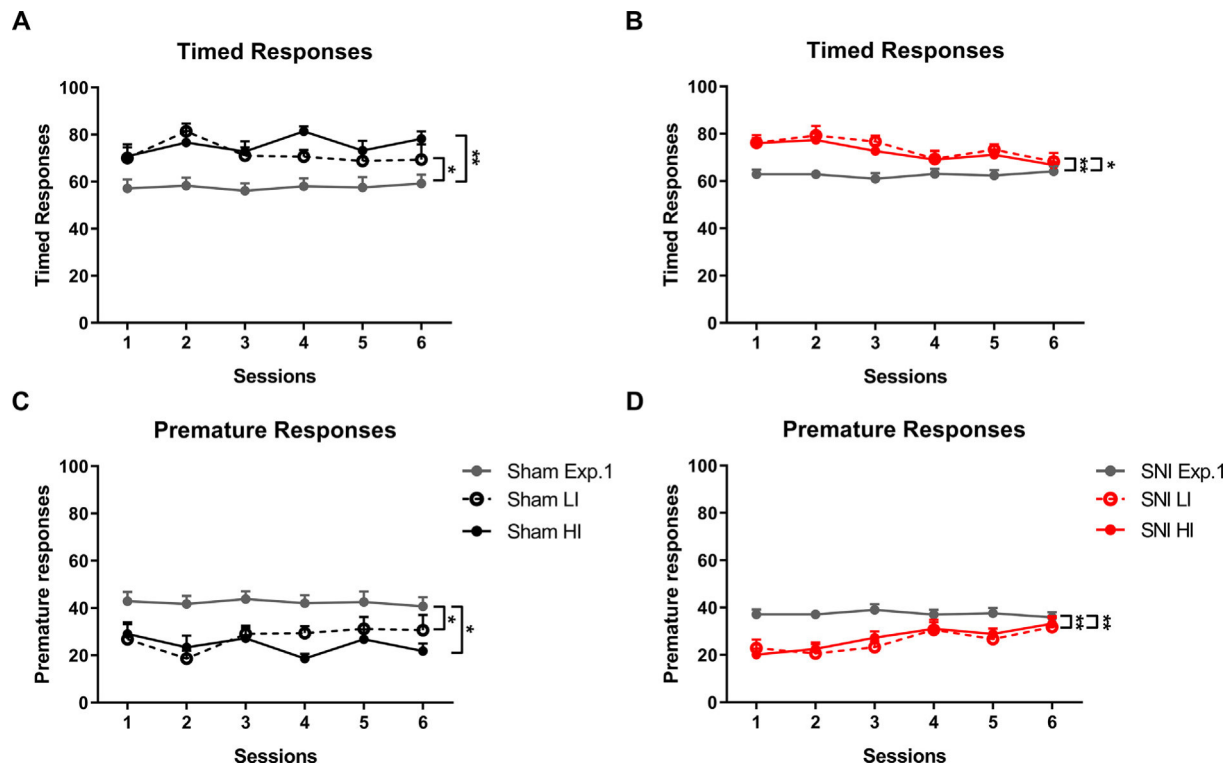 A
Timed Responses
Timed Responses
100
80
60
40
20
0
1 2 3 4 5 6
Sessions
*
**
B
Timed Responses
Timed Responses
100
80
60
40
20
0
1 2 3 4 5 6
Sessions
**
*
C
Premature Responses
Premature responses
100
80
60
40
20
0
1 2 3 4 5 6
Sessions
*
*
Sham Exp.1
Sham LI
Sham HI
D
Premature Responses
Premature responses
100
80
60
40
20
0
1 2 3 4 5 6
Sessions
**
**
SNI Exp.1
SNI LI
SNI HI